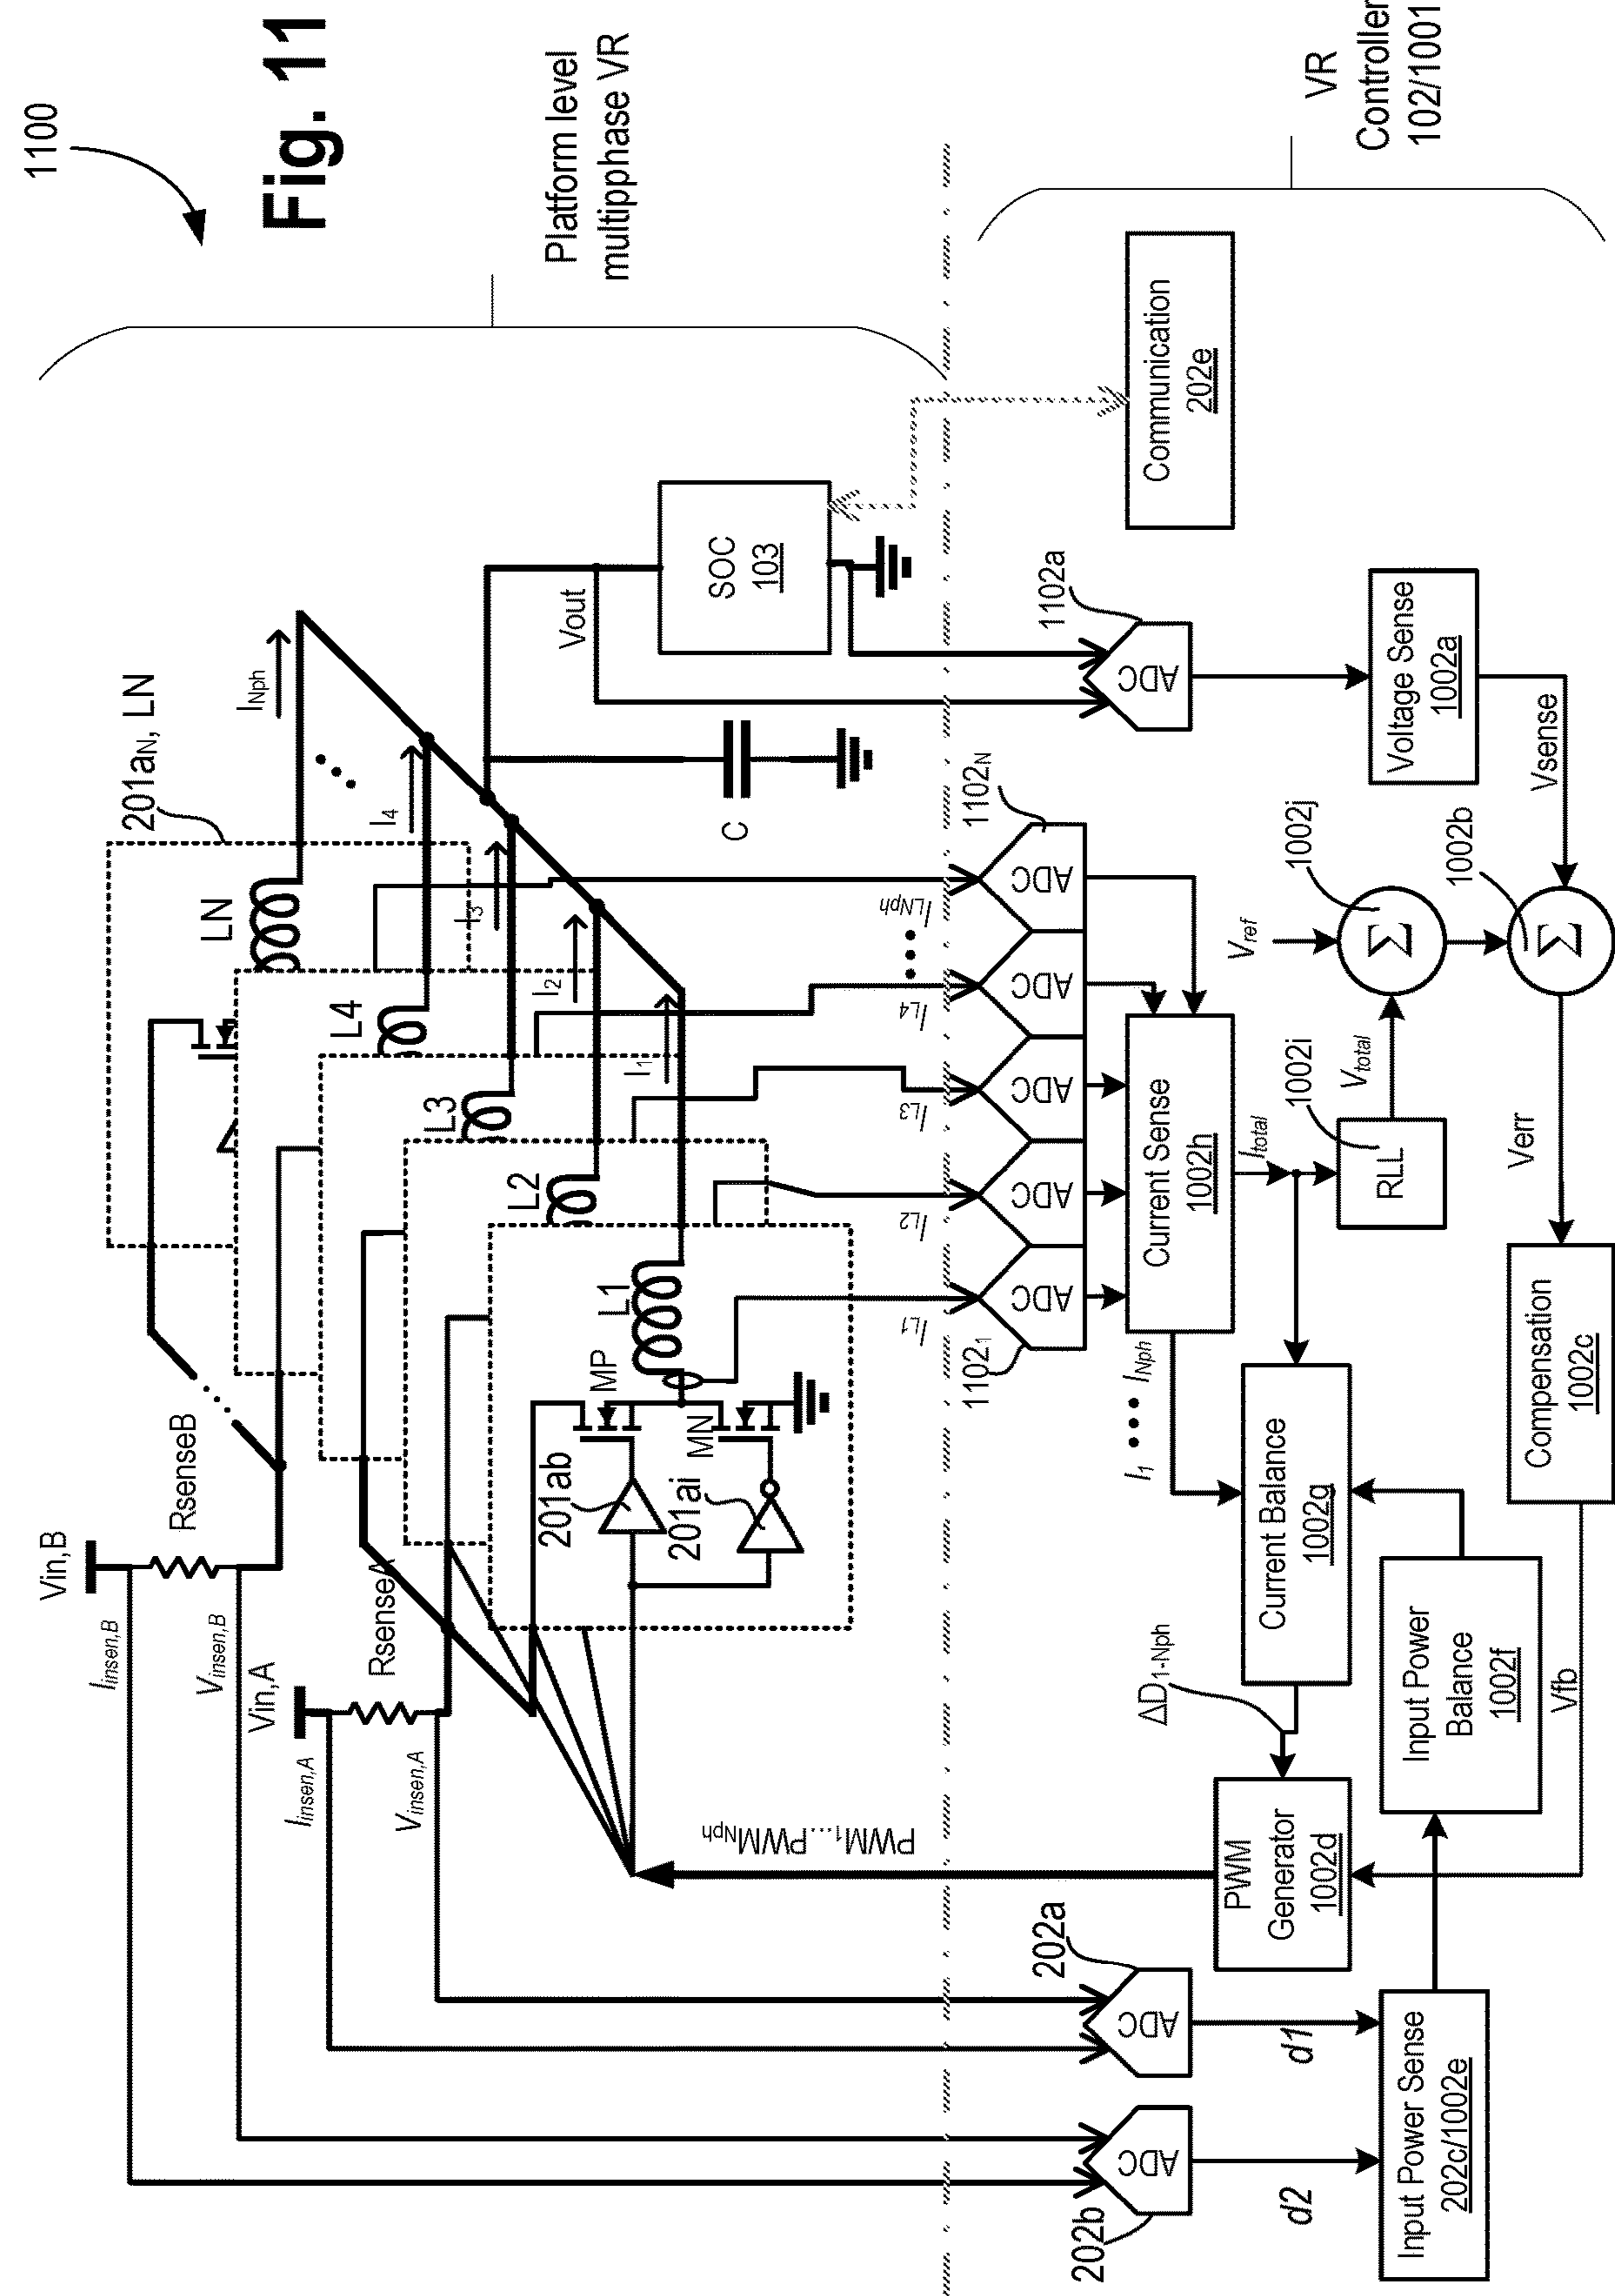 Fig. 11
1100
Platform level
multipphase VR
VR
Controller
102/1001
Vin,B
RsenseB
Iinsen,B
Vinsen,B
Vin,A
RsenseA
Iinsen,A
Vinsen,A
201aN, LN
LN
L4
L3
L2
L1
INph
I4
I3
I2
I1
MP
MN
201ab
201ai
C
Vout
SOC
103
PWM1...PWMNph
IL1
IL2
IL3
IL4
ILNph
202b
ADC
202a
ADC
11021
ADC
ADC
ADC
ADC
ADC
1102N
1102a
ADC
Communication
202e
d2
d1
Input Power Sense
202c/1002e
PWM
Generator
1002d
ΔD1-Nph
Current Balance
1002g
Input Power
Balance
1002f
I1 ••• INph
Current Sense
1002h
Itotal
RLL
1002i
Vtotal
Vref
1002j
Σ
1002b
Σ
Voltage Sense
1002a
Vsense
Verr
Compensation
1002c
Vfb